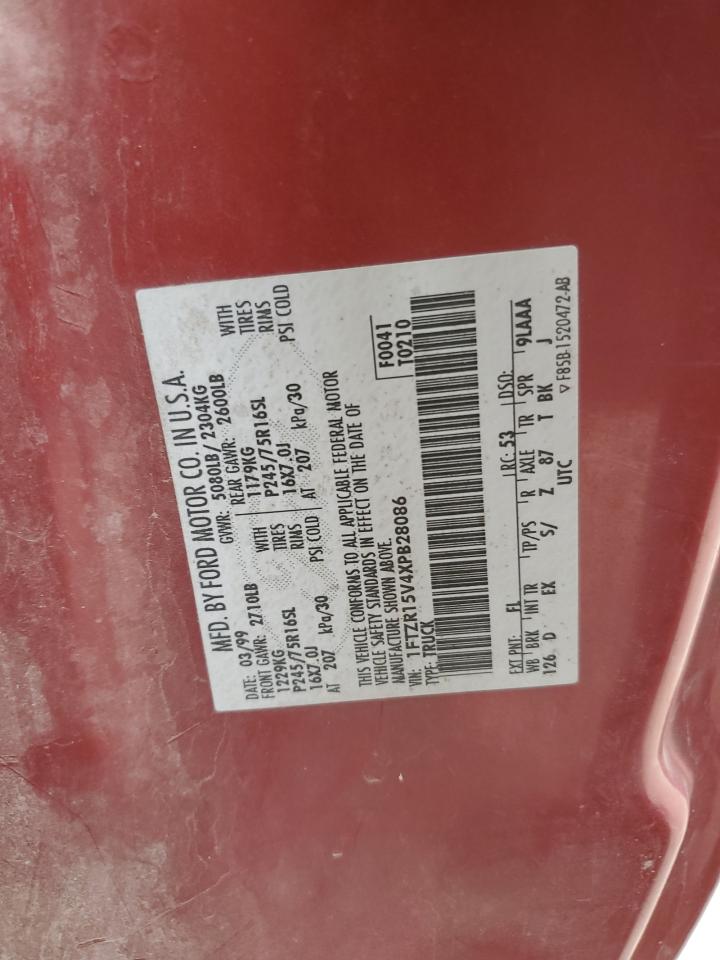 MFD. BY FORD MOTOR CO. IN U.S.A.
DATE: 03/99 GVWR: 5080LB/ 2304KG
FRONT GAWR: 2710LB REAR GAWR: 2600LB
1229KG WITH 1179KG WITH
P245/75R16SL TIRES P245/75R16SL TIRES
16X7.0J RIMS 16X7.0J RIMS
AT 207 kPa/30 PSI COLD AT 207 kPa/30 PSI COLD
THIS VEHICLE CONFORMS TO ALL APPLICABLE FEDERAL MOTOR
VEHICLE SAFETY STANDARDS IN EFFECT ON THE DATE OF
MANUFACTURE SHOWN ABOVE.
VIN: 1FTZR15V4XPB28086
TYPE: TRUCK
F0041
T0210
EXT PNT: FL RC: 53 DSO: 9LAAA
WB BRK INT TR TP/PS R AXLE TR SPR
126 D EX S/ Z 87 T BK J
UTC ▽ F85B-1520472-AB